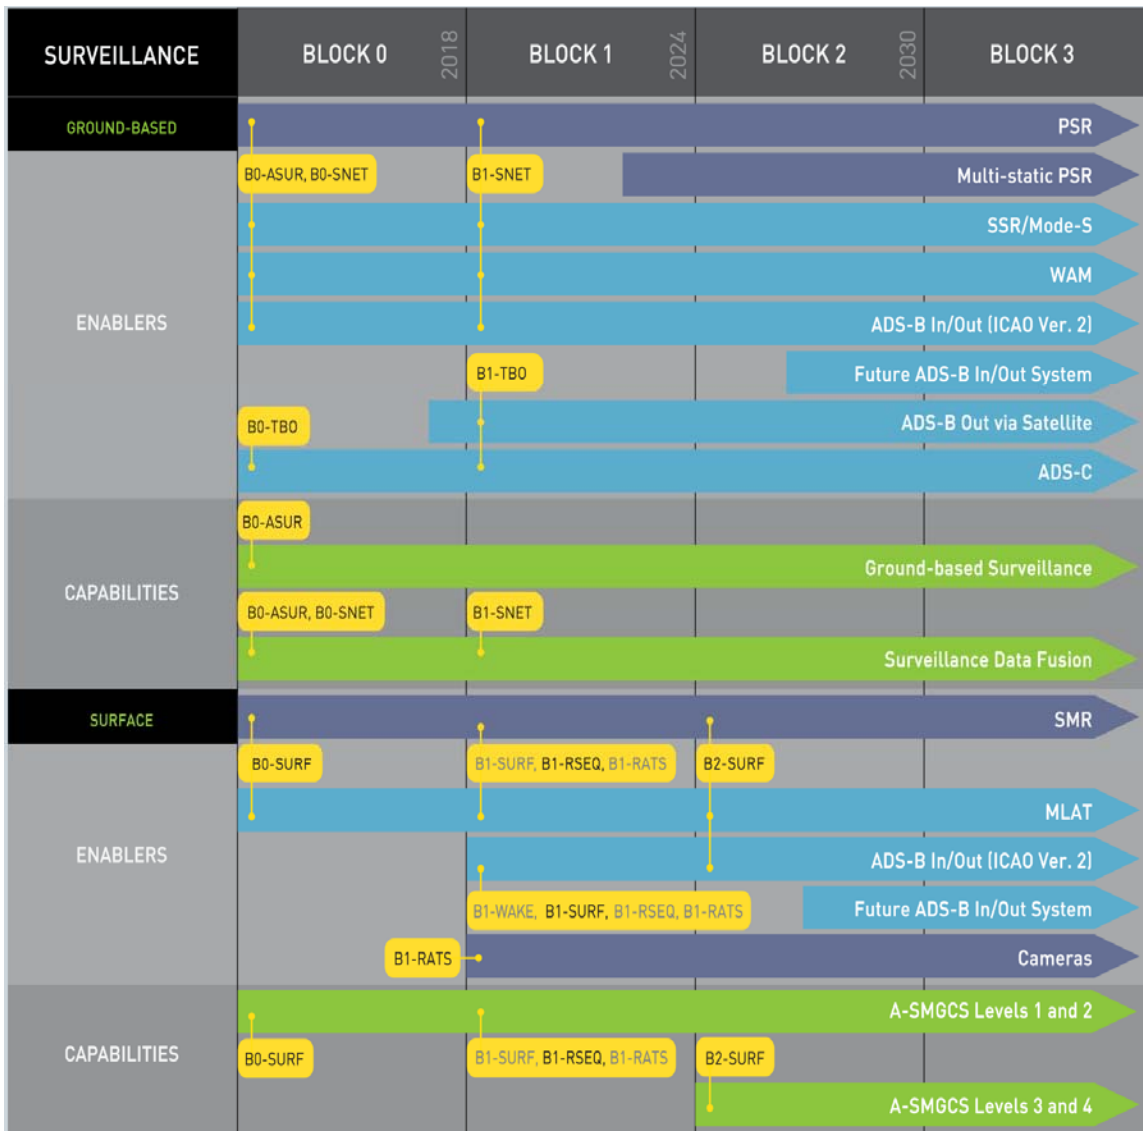 SURVEILLANCE
BLOCK 0
2018
BLOCK 1
2024
BLOCK 2
2030
BLOCK 3
GROUND-BASED
PSR
B0-ASUR, B0-SNET
B1-SNET
Multi-static PSR
SSR/Mode-S
WAM
ENABLERS
ADS-B In/Out (ICAO Ver. 2)
B1-TBO
Future ADS-B In/Out System
B0-TBO
ADS-B Out via Satellite
ADS-C
B0-ASUR
Ground-based Surveillance
CAPABILITIES
B0-ASUR, B0-SNET
B1-SNET
Surveillance Data Fusion
SURFACE
SMR
B0-SURF
B1-SURF, B1-RSEQ, B1-RATS
B2-SURF
MLAT
ENABLERS
ADS-B In/Out (ICAO Ver. 2)
B1-WAKE, B1-SURF, B1-RSEQ, B1-RATS
Future ADS-B In/Out System
B1-RATS
Cameras
A-SMGCS Levels 1 and 2
CAPABILITIES
B0-SURF
B1-SURF, B1-RSEQ, B1-RATS
B2-SURF
A-SMGCS Levels 3 and 4